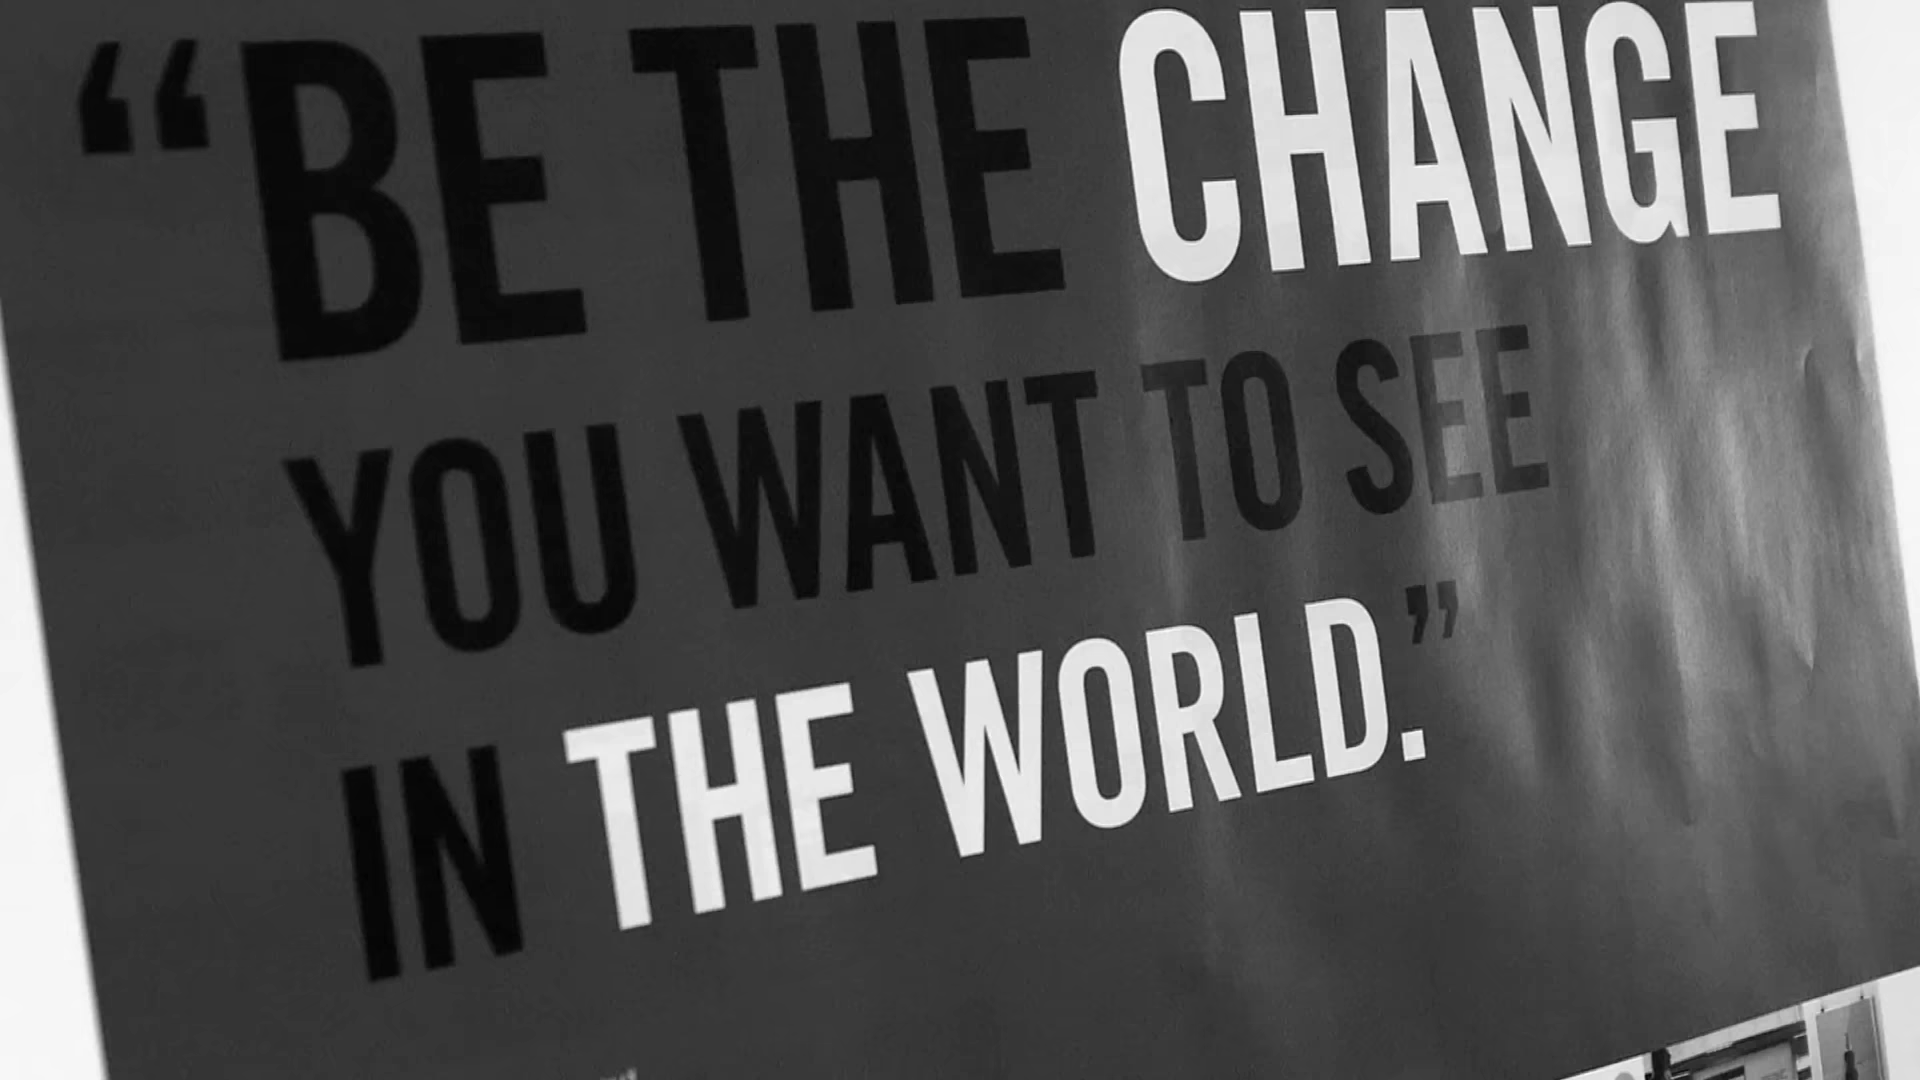 “BE THE CHANGE
YOU WANT TO SEE
IN THE WORLD.”